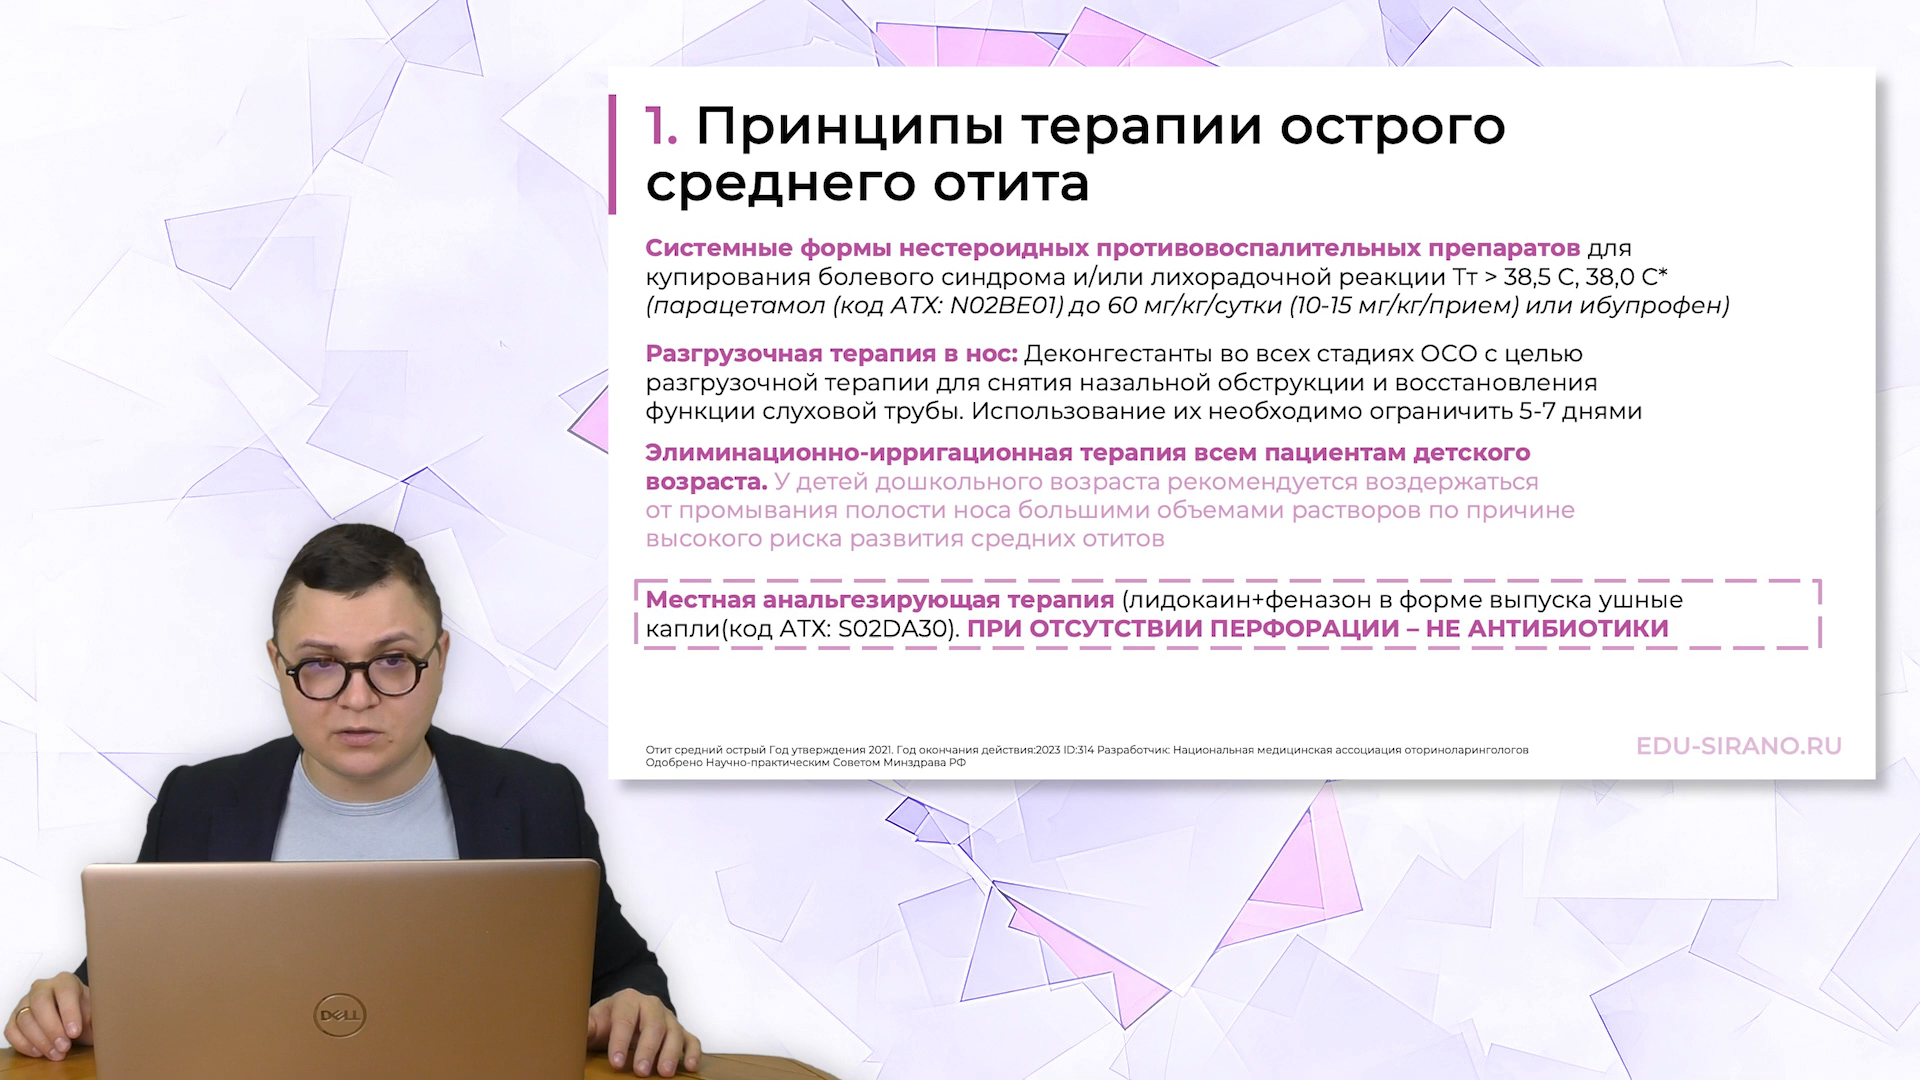 1. Принципы терапии острого
среднего отита
Системные формы нестероидных противовоспалительных препаратов для
купирования болевого синдрома и/или лихорадочной реакции Тт > 38,5 С, 38,0 С*
(парацетамол (код АТХ: N02BE01) до 60 мг/кг/сутки (10-15 мг/кг/прием) или ибупрофен)
Разгрузочная терапия в нос: Деконгестанты во всех стадиях ОСО с целью
разгрузочной терапии для снятия назальной обструкции и восстановления
функции слуховой трубы. Использование их необходимо ограничить 5-7 днями
Элиминационно-ирригационная терапия всем пациентам детского
возраста. У детей дошкольного возраста рекомендуется воздержаться
от промывания полости носа большими объемами растворов по причине
высокого риска развития средних отитов
Местная анальгезирующая терапия (лидокаин+феназон в форме выпуска ушные
капли(код АТХ: S02DA30). ПРИ ОТСУТСТВИИ ПЕРФОРАЦИИ – НЕ АНТИБИОТИКИ
Отит средний острый Год утверждения 2021. Год окончания действия:2023 ID:314 Разработчик: Национальная медицинская ассоциация оториноларингологов
Одобрено Научно-практическим Советом Минздрава РФ
EDU-SIRANO.RU
DELL